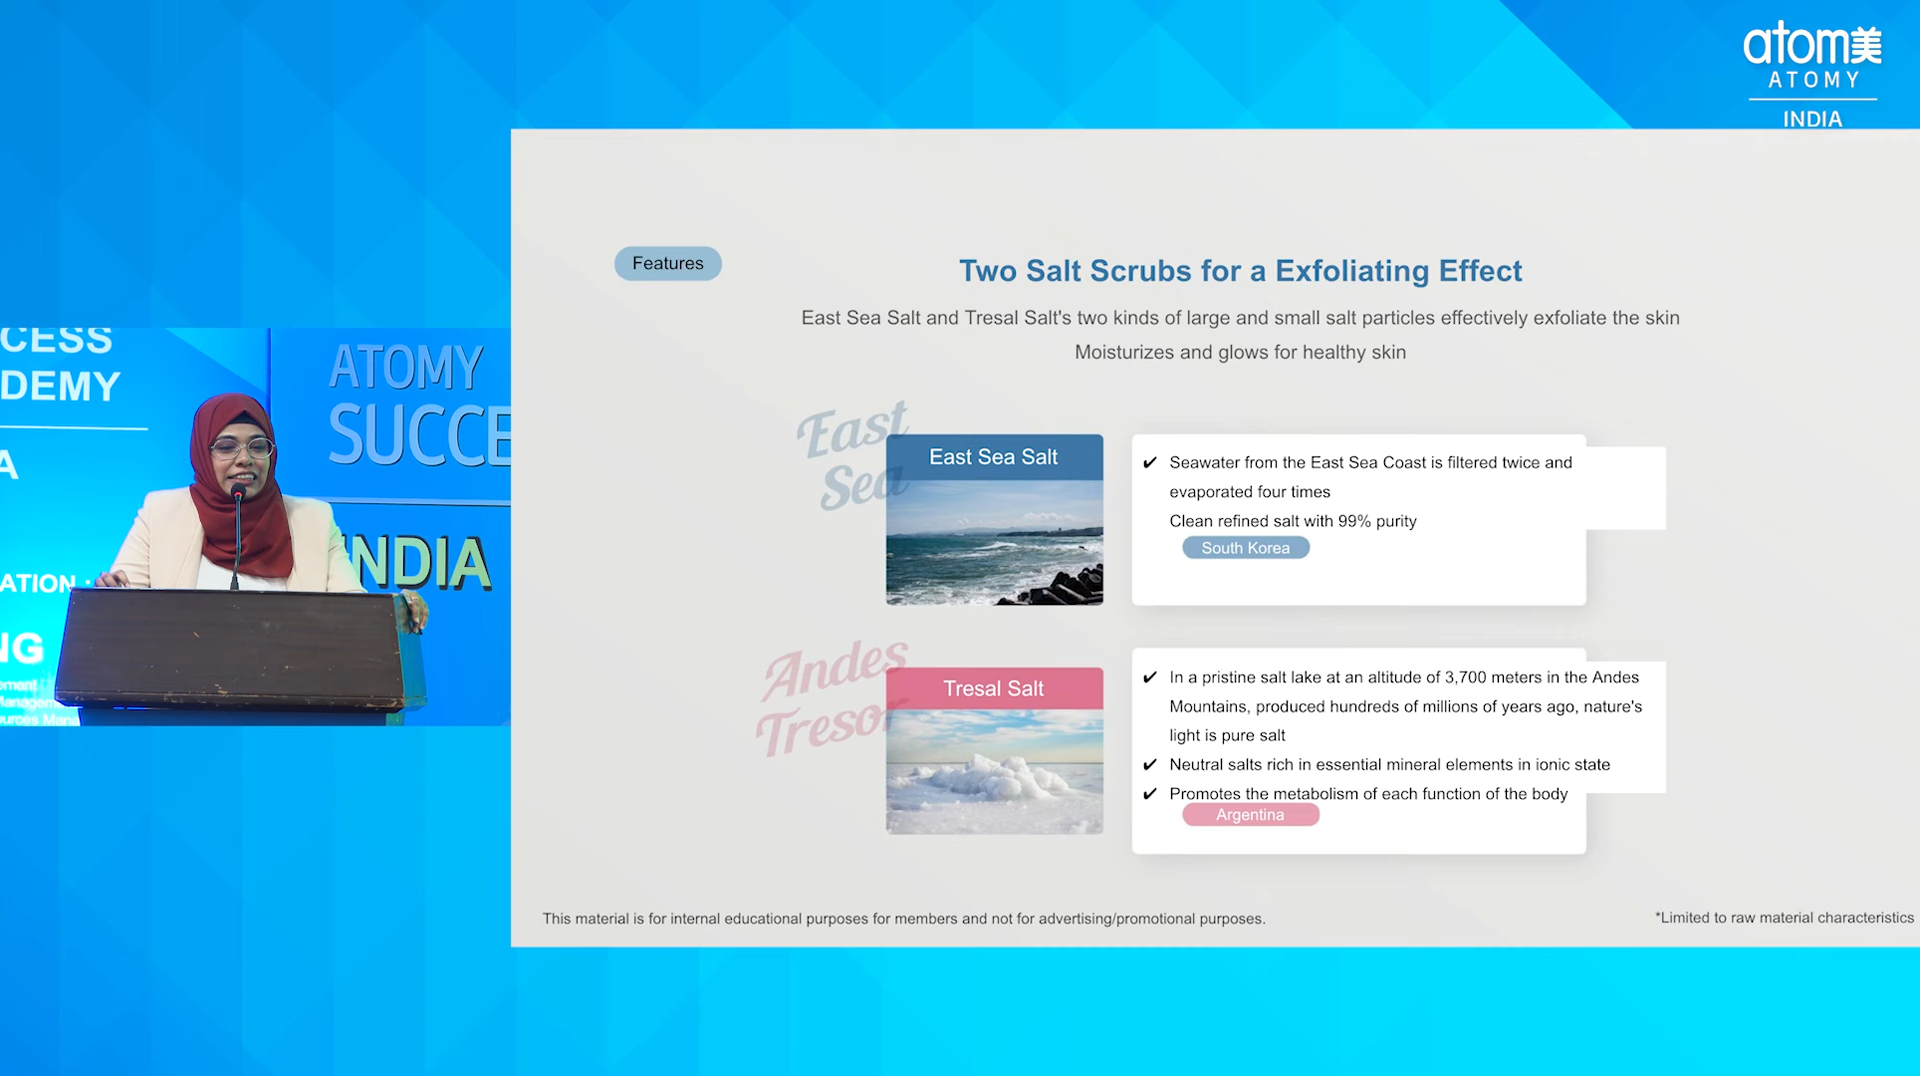 atom美
ATOMY
INDIA
Features
Two Salt Scrubs for a Exfoliating Effect
East Sea Salt and Tresal Salt's two kinds of large and small salt particles effectively exfoliate the skin
Moisturizes and glows for healthy skin
East
Sea
East Sea Salt
✔ Seawater from the East Sea Coast is filtered twice and
evaporated four times
Clean refined salt with 99% purity
South Korea
Andes
Tresor
Tresal Salt
✔ In a pristine salt lake at an altitude of 3,700 meters in the Andes
Mountains, produced hundreds of millions of years ago, nature's
light is pure salt
✔ Neutral salts rich in essential mineral elements in ionic state
✔ Promotes the metabolism of each function of the body
Argentina
This material is for internal educational purposes for members and not for advertising/promotional purposes.
*Limited to raw material characteristics
CESS
DEMY
A
ATION :
NG
ement
Managem
ources Mana
ATOMY
SUCCE
INDIA